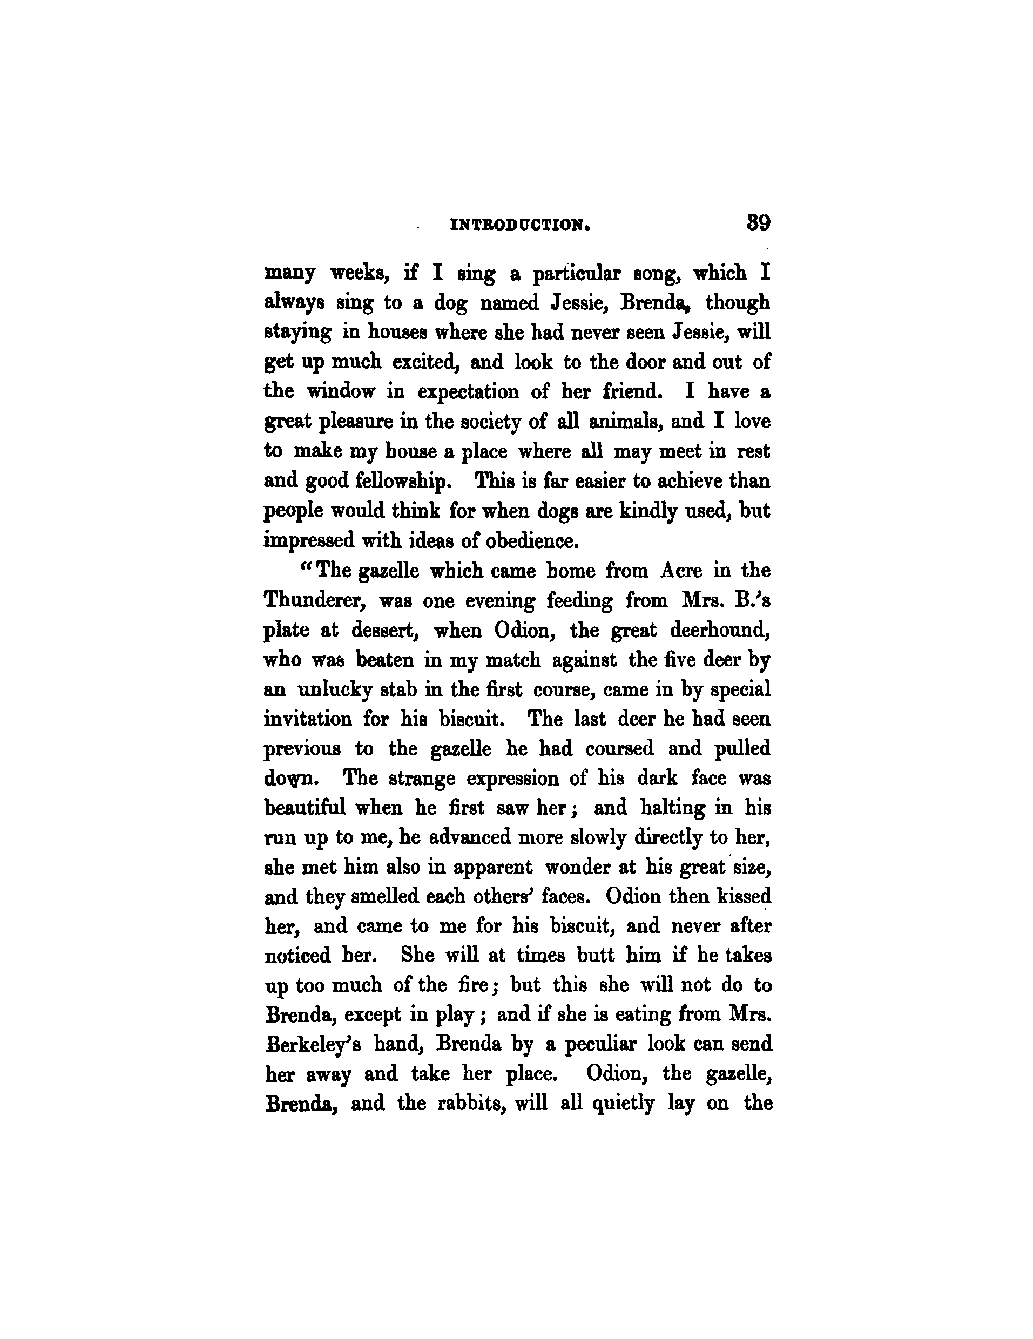 INTRODUCTION. 39
many weeks, if I sing a particular song, which I
always sing to a dog named Jessie, Brenda, though
staying in houses where she had never seen Jessie, will
get up much excited, and look to the door and out of
the window in expectation of her friend. I have a
great pleasure in the society of all animals, and I love
to make my house a place where all may meet in rest
and good fellowship. This is far easier to achieve than
people would think for when dogs are kindly used, but
impressed with ideas of obedience.
"The gazelle which came home from Acre in the
Thunderer, was one evening feeding from Mrs. B.'s
plate at dessert, when Odion, the great deerhound,
who was beaten in my match against the five deer by
an unlucky stab in the first course, came in by special
invitation for his biscuit. The last deer he had seen
previous to the gazelle he had coursed and pulled
down. The strange expression of his dark face was
beautiful when he first saw her; and halting in his
run up to me, he advanced more slowly directly to her,
she met him also in apparent wonder at his great size,
and they smelled each others' faces. Odion then kissed
her, and came to me for his biscuit, and never after
noticed her. She will at times butt him if he takes
up too much of the fire; but this she will not do to
Brenda, except in play; and if she is eating from Mrs.
Berkeley's hand, Brenda by a peculiar look can send
her away and take her place. Odion, the gazelle,
Brenda, and the rabbits, will all quietly lay on the